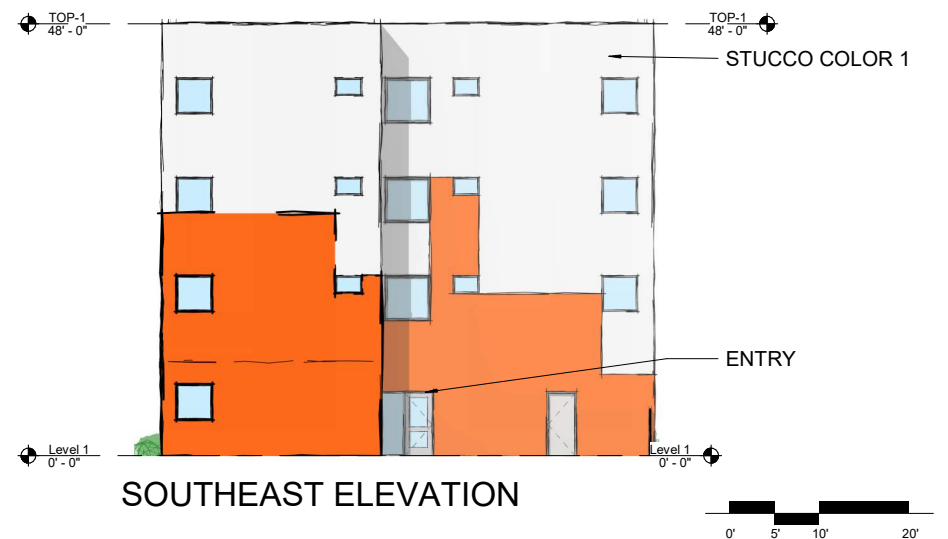 TOP-1
48' - 0"
TOP-1
48' - 0"
STUCCO COLOR 1
ENTRY
Level 1
0' - 0"
Level 1
0' - 0"
SOUTHEAST ELEVATION
0' 5' 10' 20'